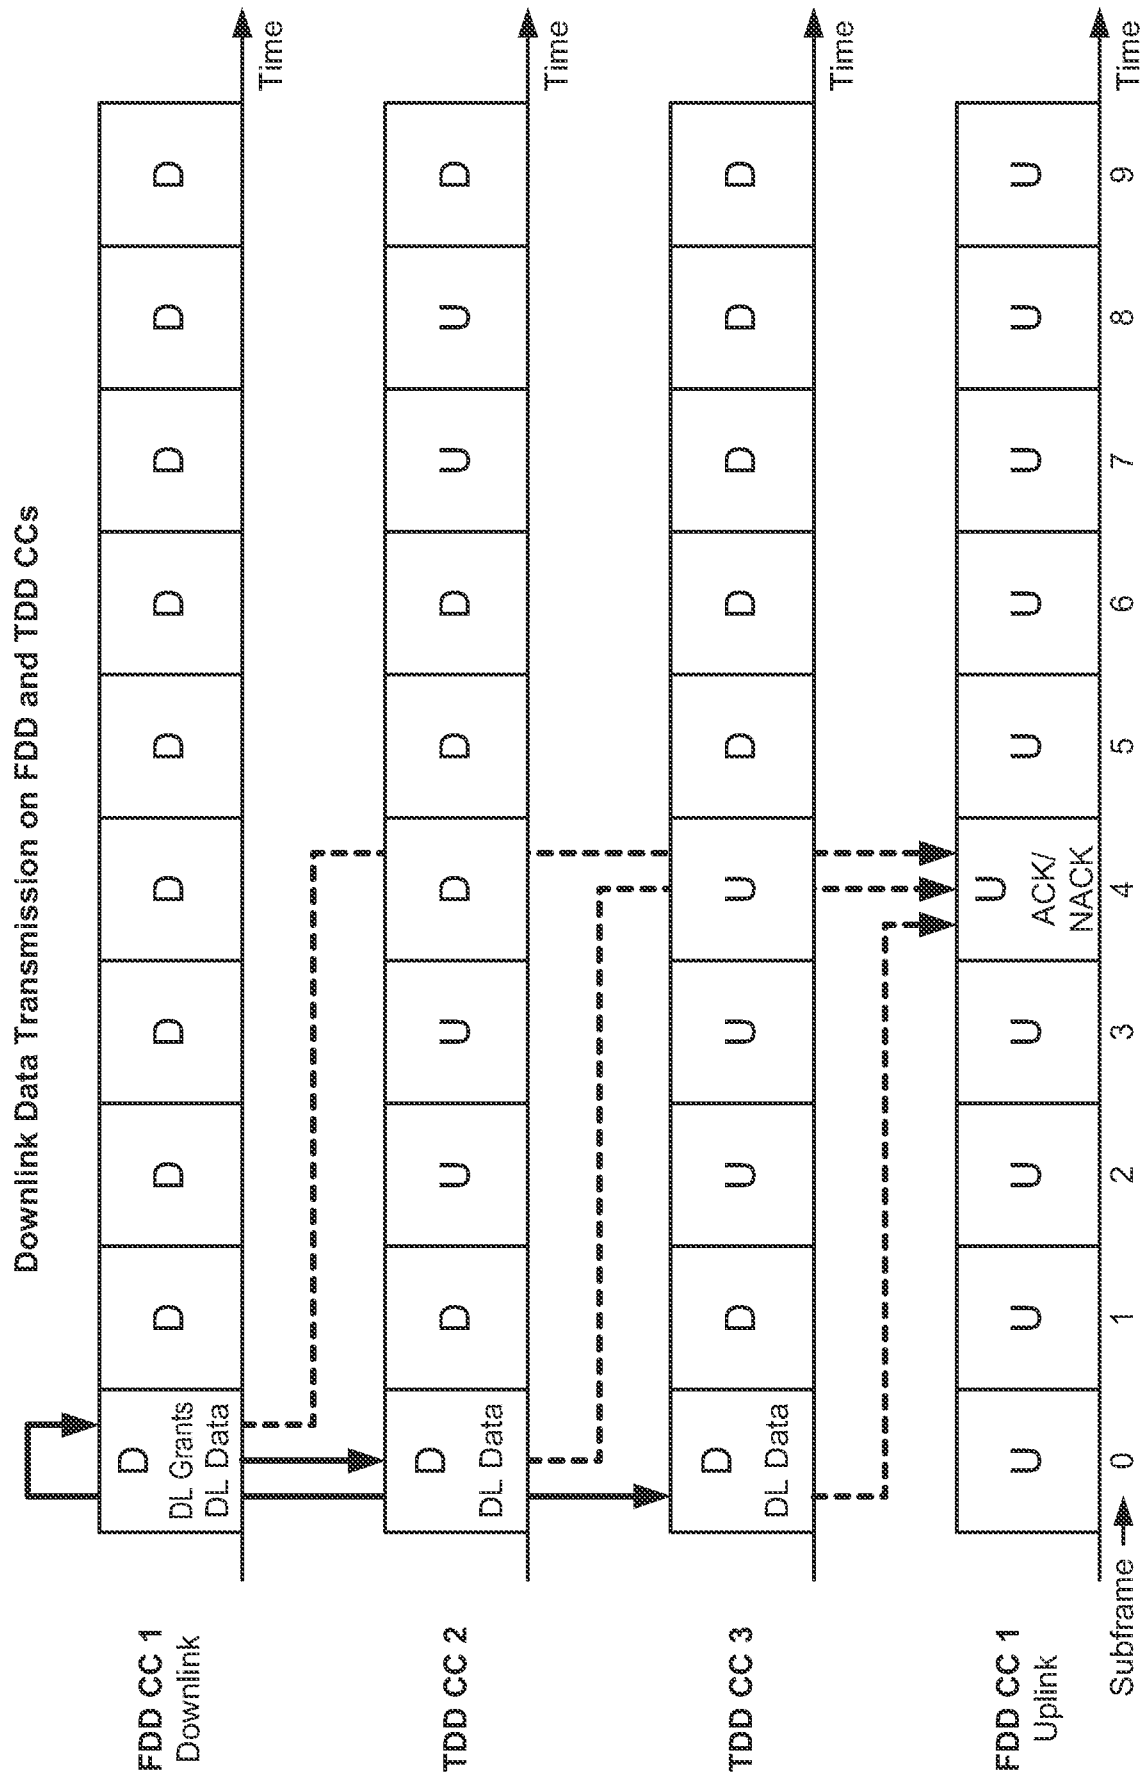 Downlink Data Transmission on FDD and TDD CCs
FDD CC 1
Downlink
D
DL Grants
DL Data
D
D
D
D
D
D
D
D
D
Time
TDD CC 2
D
DL Data
D
U
U
D
D
D
U
U
D
Time
TDD CC 3
D
DL Data
D
U
U
U
D
D
D
D
D
Time
FDD CC 1
Uplink
U
U
U
U
U
ACK/
NACK
U
U
U
U
U
Subframe
0
1
2
3
4
5
6
7
8
9
Time